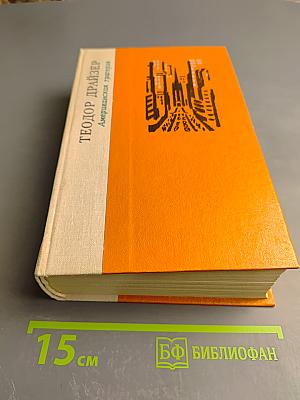 ТЕОДОР ДРАЙЗЕР
Американская трагедия
15 см
БФ БИБЛИОФАН